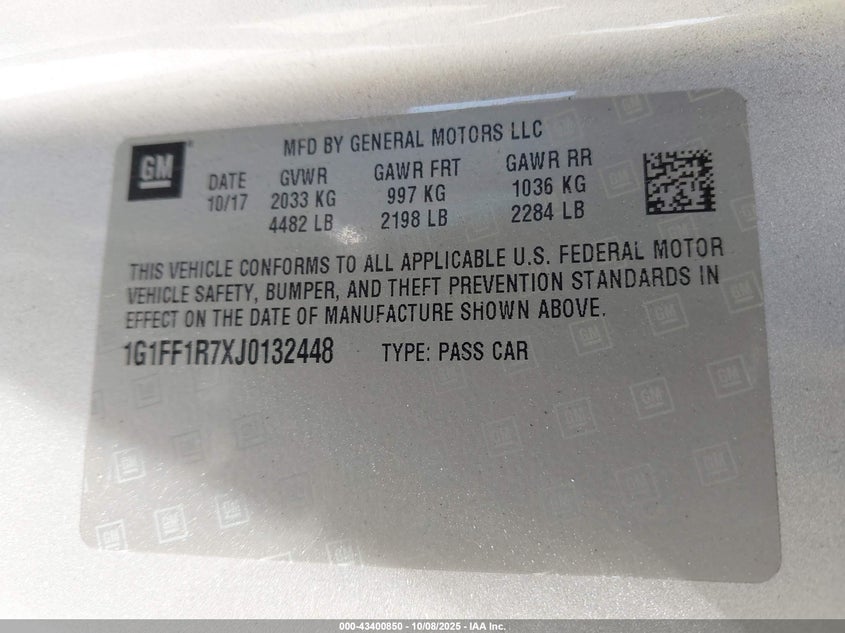 GM
MFD BY GENERAL MOTORS LLC
DATE GVWR GAWR FRT GAWR RR
10/17 2033 KG 997 KG 1036 KG
4482 LB 2198 LB 2284 LB
THIS VEHICLE CONFORMS TO ALL APPLICABLE U.S. FEDERAL MOTOR
VEHICLE SAFETY, BUMPER, AND THEFT PREVENTION STANDARDS IN
EFFECT ON THE DATE OF MANUFACTURE SHOWN ABOVE.
1G1FF1R7XJ0132448 TYPE: PASS CAR
000-43400850 | 10/08/2025 - IAA Inc.